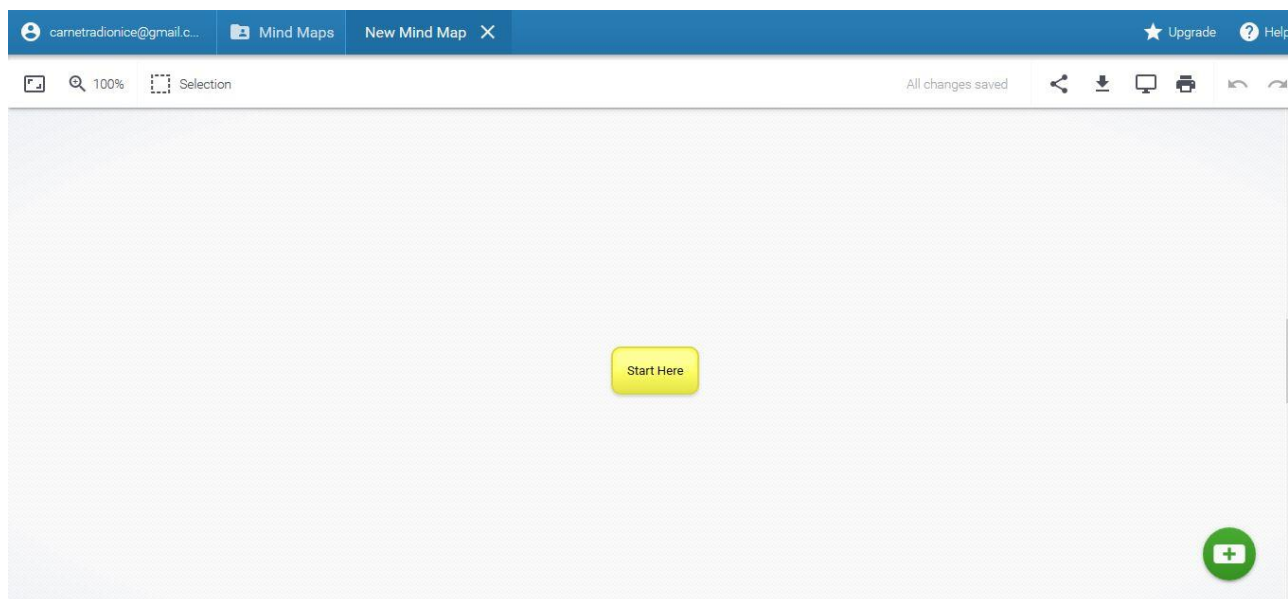 carnetradionice@gmail.c... Mind Maps New Mind Map Upgrade Help
100% Selection All changes saved
Start Here